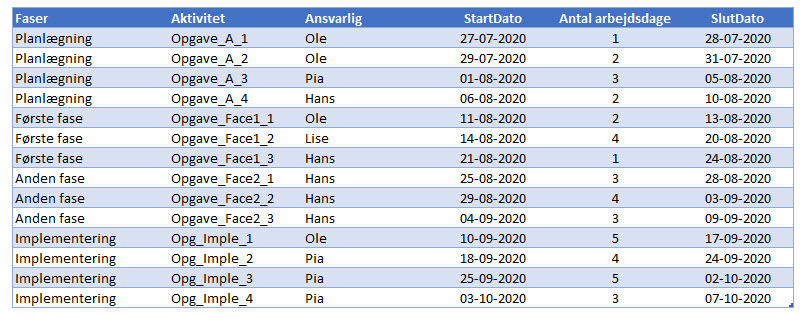 Faser Aktivitet Ansvarlig StartDato Antal arbejdsdage SlutDato
Planlægning Opgave_A_1 Ole 27-07-2020 1 28-07-2020
Planlægning Opgave_A_2 Ole 29-07-2020 2 31-07-2020
Planlægning Opgave_A_3 Pia 01-08-2020 3 05-08-2020
Planlægning Opgave_A_4 Hans 06-08-2020 2 10-08-2020
Første fase Opgave_Face1_1 Ole 11-08-2020 2 13-08-2020
Første fase Opgave_Face1_2 Lise 14-08-2020 4 20-08-2020
Første fase Opgave_Face1_3 Hans 21-08-2020 1 24-08-2020
Anden fase Opgave_Face2_1 Hans 25-08-2020 3 28-08-2020
Anden fase Opgave_Face2_2 Hans 29-08-2020 4 03-09-2020
Anden fase Opgave_Face2_3 Hans 04-09-2020 3 09-09-2020
Implementering Opg_Imple_1 Ole 10-09-2020 5 17-09-2020
Implementering Opg_Imple_2 Pia 18-09-2020 4 24-09-2020
Implementering Opg_Imple_3 Pia 25-09-2020 5 02-10-2020
Implementering Opg_Imple_4 Pia 03-10-2020 3 07-10-2020